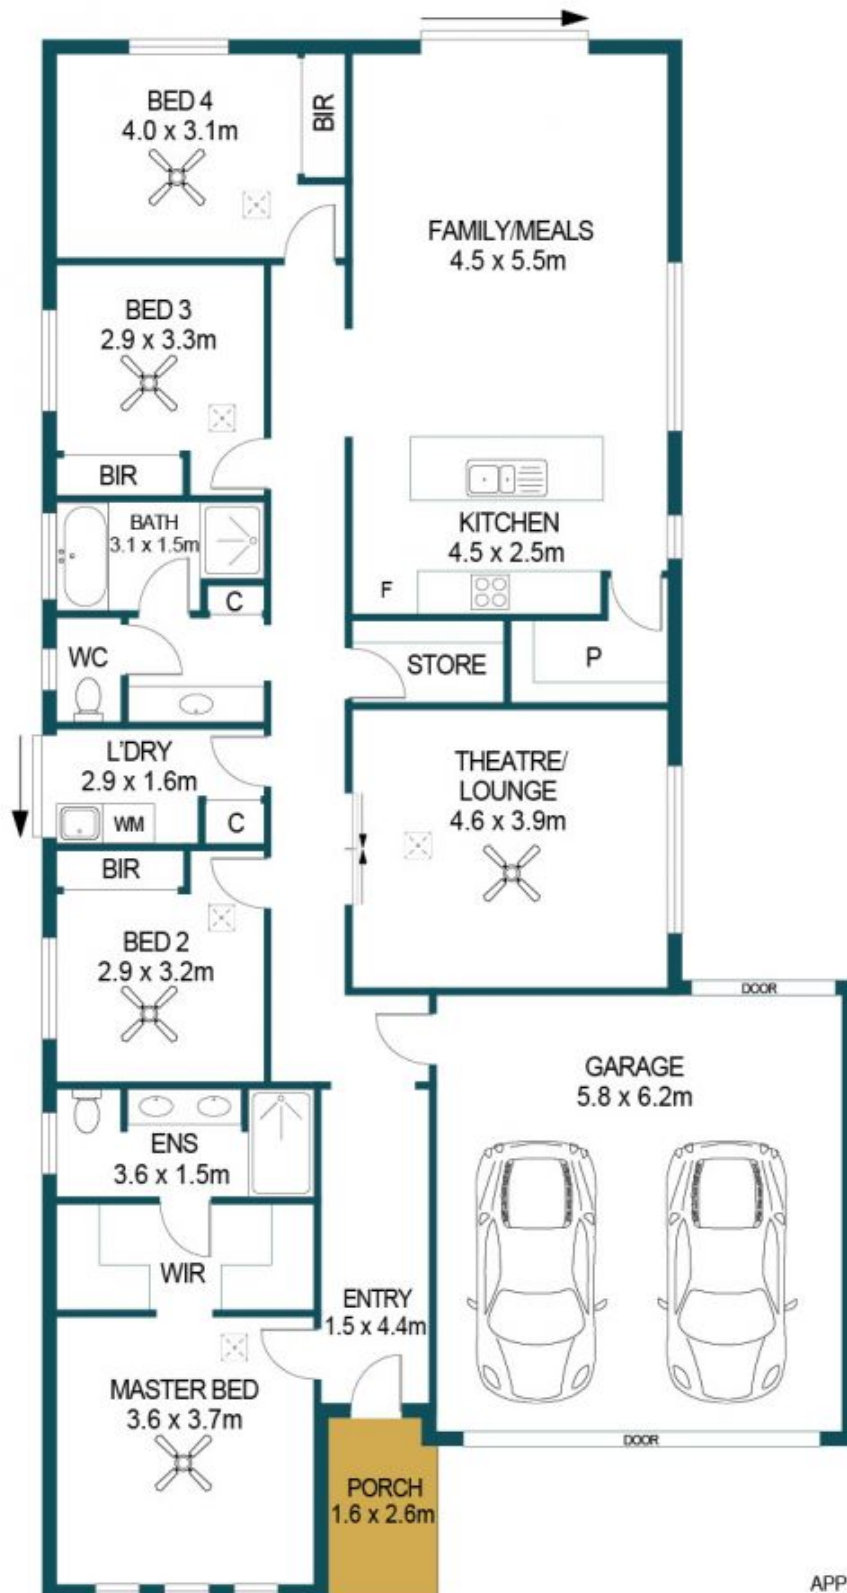 BED 4
4.0 x 3.1m
BIR
FAMILY/MEALS
4.5 x 5.5m
BED 3
2.9 x 3.3m
BIR
BATH
3.1 x 1.5m
C
KITCHEN
4.5 x 2.5m
F
WC
STORE
P
L'DRY
2.9 x 1.6m
WM
C
THEATRE/
LOUNGE
4.6 x 3.9m
BIR
BED 2
2.9 x 3.2m
DOOR
GARAGE
5.8 x 6.2m
ENS
3.6 x 1.5m
WIR
ENTRY
1.5 x 4.4m
MASTER BED
3.6 x 3.7m
DOOR
PORCH
1.6 x 2.6m
APP